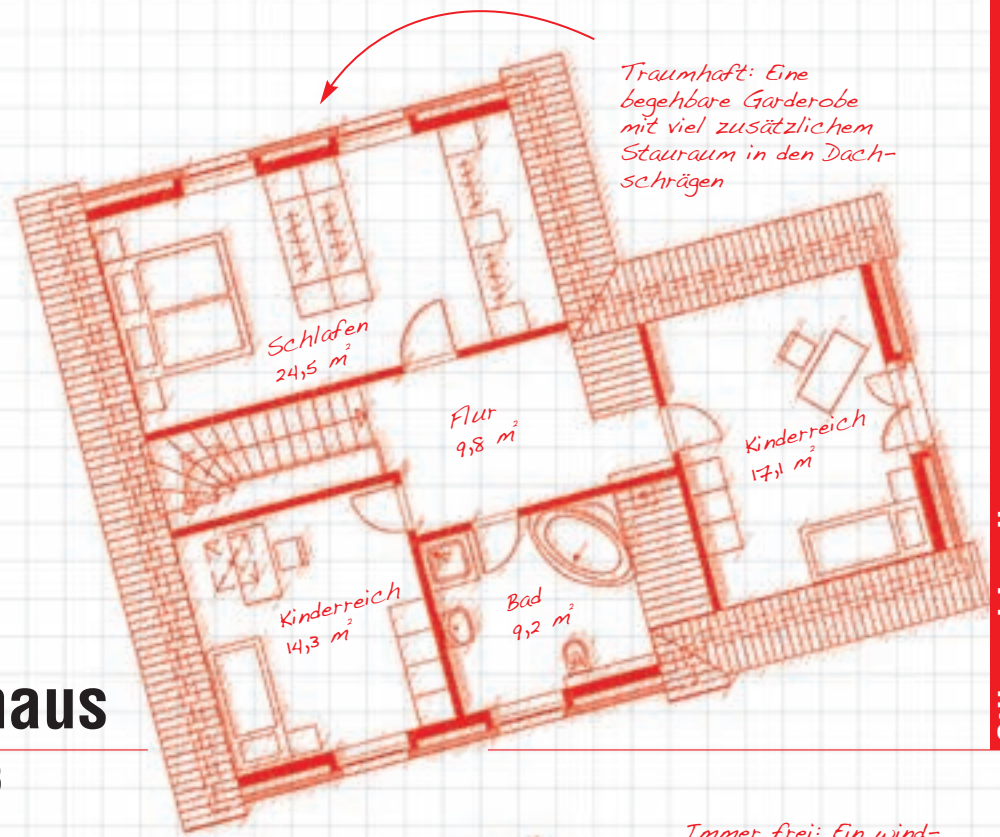 Traumhaft: Eine
begehbare Garderobe
mit viel zusätzlichem
Stauraum in den Dach-
schrägen
Schlafen
24,5 m²
Flur
9,8 m²
Kinderreich
17,1 m²
Kinderreich
14,3 m²
Bad
9,2 m²
haus
Immer frei: Ein wind-